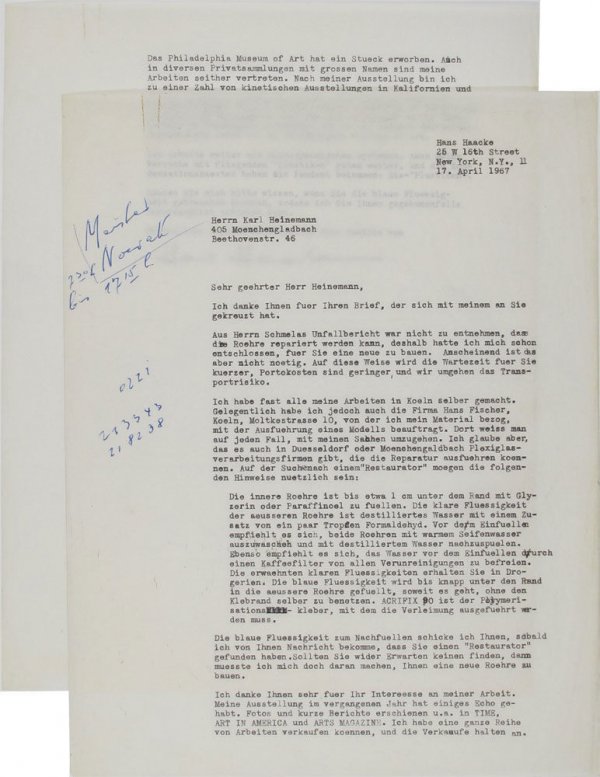 Das Philadelphia Museum of Art hat ein Stueck erworben. Auch
in diversen Privatsammlungen mit grossen Namen sind meine
Arbeiten seither vertreten. Nach meiner Ausstellung bin ich
zu einer Zahl von kinetischen Ausstellungen in Kalifornien und
Hans Haacke
25 W 16th Street
New York, N.Y., 11
17. April 1967
Meister
Nowak
bis 1715
Herrn Karl Heinemann
405 Moenchengladbach
Beethovenstr. 46
Sehr geehrter Herr Heinemann,
Ich danke Ihnen fuer Ihren Brief, der sich mit meinem an Sie
gekreuzt hat.
Aus Herrn Schmelas Unfallbericht war nicht zu entnehmen, dass
die Roehre repariert werden kann, deshalb hatte ich mich schon
entschlossen, fuer Sie eine neue zu bauen. Anscheinend ist das
aber nicht noetig. Auf diese Weise wird die Wartezeit fuer Sie
kuerzer, Portokosten sind geringer und wir umgehen das Trans-
portrisiko.
0221
213343
218238
Ich habe fast alle meine Arbeiten in Koeln selber gemacht.
Gelegentlich habe ich jedoch auch die Firma Hans Fischer,
Koeln, Moltkestrasse 10, von der ich mein Material bezog,
mit der Ausfuehrung eines Modells beauftragt. Dort weiss man
auf jeden Fall, mit meinen Sachen umzugehen. Ich glaube aber,
das es auch in Duesseldorf oder Moenchengaldbach Plexiglas-
verarbeitungsfirmen gibt, die die Reparatur ausfuehren koen-
nen. Auf der Suchenach einem"Restaurator" moegen die folgen-
den Hinweise nuetzlich sein:
Die innere Roehre ist bis etwa 1 cm unter dem Rand mit Gly-
zerin oder Paraffinoel zu fuellen. Die klare Fluessigkeit
der aeusseren Roehre ist destilliertes Wasser mit einem Zu-
satz von ein paar Tropfen Formaldehyd. Vor dem Einfuellen
empfiehlt es sich, beide Roehren mit warmem Seifenwasser
auszuwaschen und mit destilliertem Wasser nachzuspuelen.
Ebenso empfiehlt es sich, das Wasser vor dem Einfuellen durch
einen Kaffeefilter von allen Verunreinigungen zu befreien.
Die erwaehnten klaren Fluessigkeiten erhalten Sie in Dro-
gerien. Die blaue Fluessigkeit wird bis knapp unter den Rand
in die aeussere Roehre gefuellt, soweit es geht, ohne den
Klebrand selber zu benetzen. ACRIFIX 90 ist der Polymeri-
sations- kleber, mit dem die Verleimung ausgefuehrt wer-
den muss.
Die blaue Fluessigkeit zum Nachfuellen schicke ich Ihnen, sobald
ich von Ihnen Nachricht bekomme, dass Sie einen "Restaurator"
gefunden haben.Sollten Sie wider Erwarten keinen finden, dann
muesste ich mich doch daran machen, Ihnen eine neue Roehre zu
bauen.
Ich danke Ihnen sehr fuer Ihr Interesse an meiner Arbeit.
Meine Ausstellung im vergangenen Jahr hat einiges Echo ge-
habt. Fotos und kurze Berichte erschienen u.a. in TIME,
ART IN AMERICA und ARTS MAGAZINE. Ich habe eine ganze Reihe
von Arbeiten verkaufen koennen, und die Verkaeufe halten an.